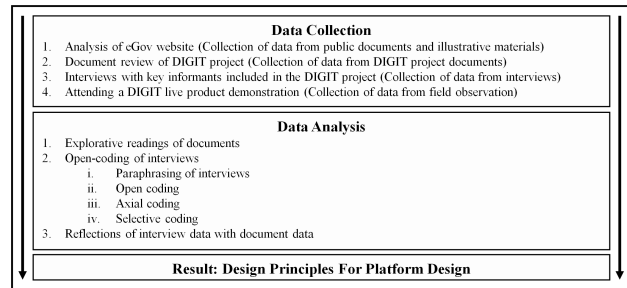 Data Collection
1. Analysis of eGov website (Collection of data from public documents and illustrative materials)
2. Document review of DIGIT project (Collection of data from DIGIT project documents)
3. Interviews with key informants included in the DIGIT project (Collection of data from interviews)
4. Attending a DIGIT live product demonstration (Collection of data from field observation)
Data Analysis
1. Explorative readings of documents
2. Open-coding of interviews
i. Paraphrasing of interviews
ii. Open coding
iii. Axial coding
iv. Selective coding
3. Reflections of interview data with document data
Result: Design Principles For Platform Design